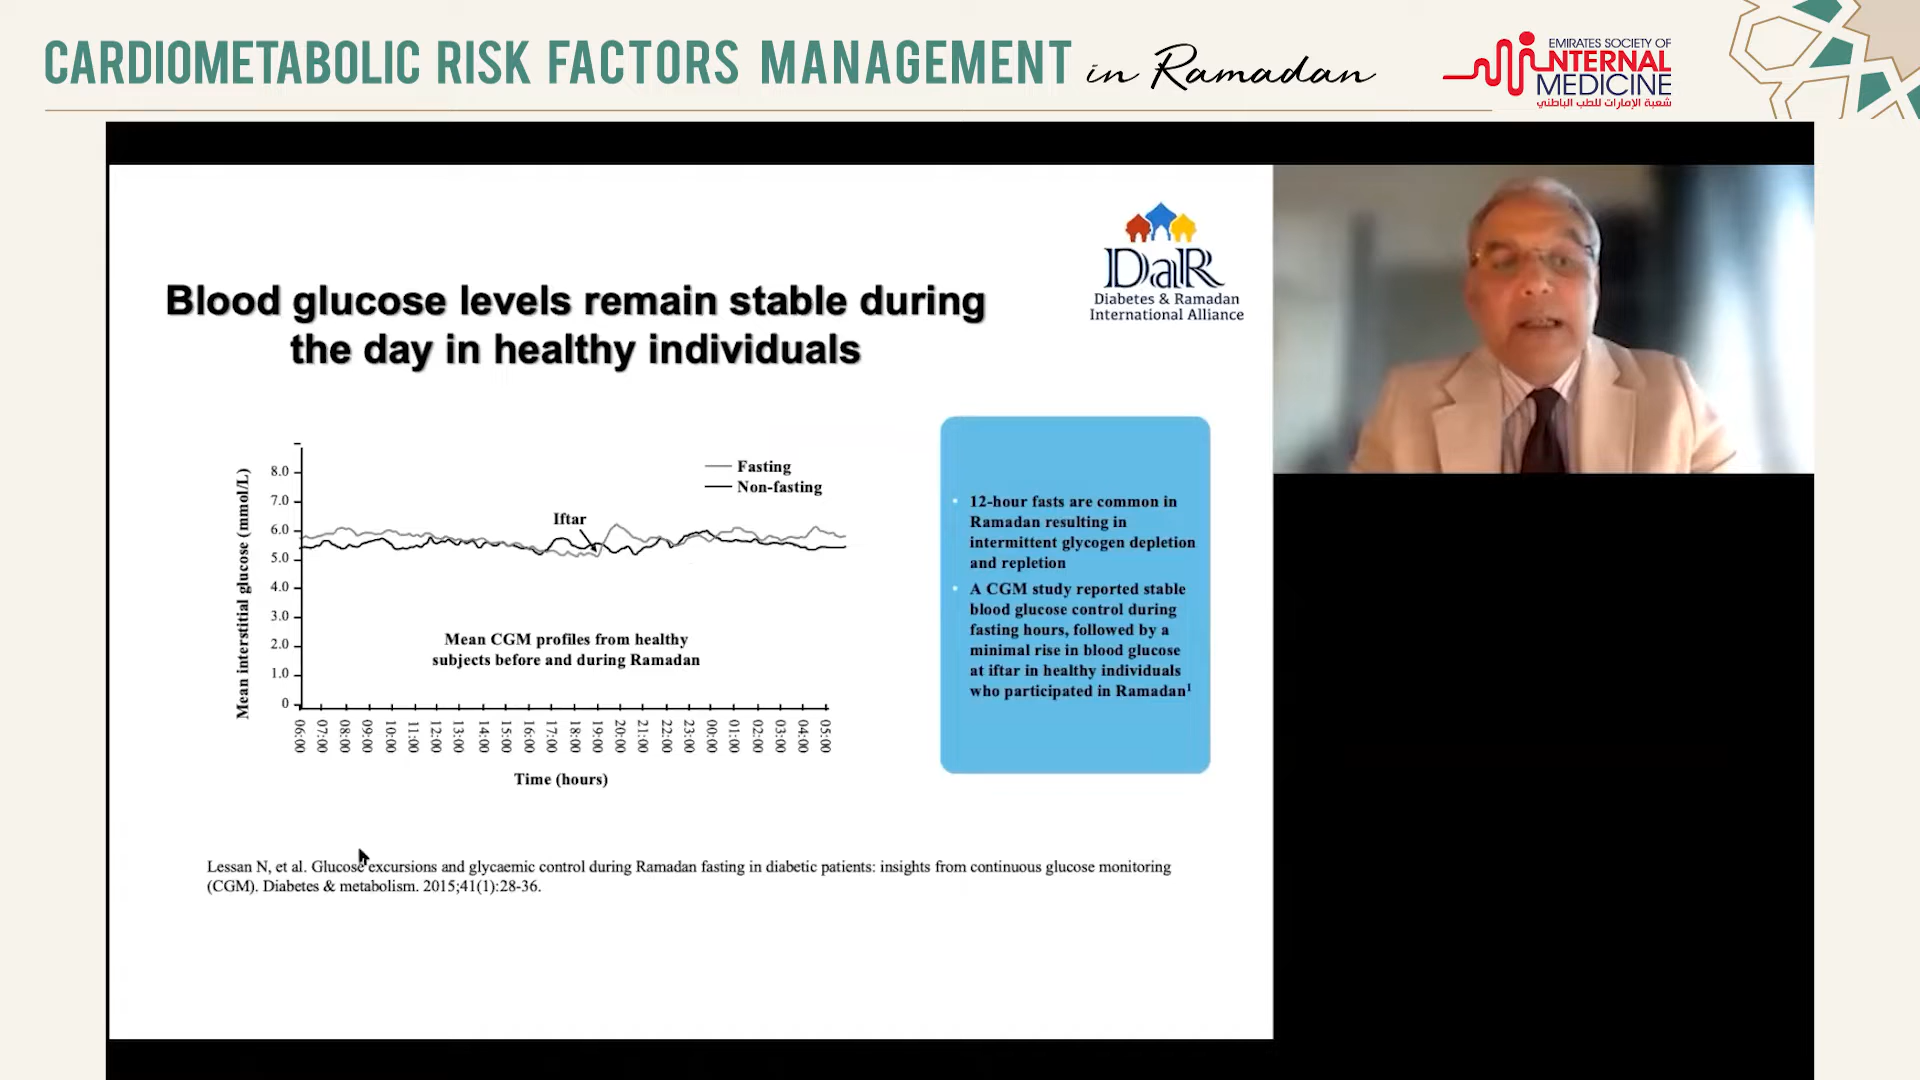 CARDIOMETABOLIC RISK FACTORS MANAGEMENT in Ramadan
EMIRATES SOCIETY OF
INTERNAL
MEDICINE
شعبة الإمارات للطب الباطني
DaR
Diabetes & Ramadan
International Alliance
Blood glucose levels remain stable during
the day in healthy individuals
Mean interstitial glucose (mmol/L)
8.0
7.0
6.0
5.0
4.0
3.0
2.0
1.0
0
Fasting
Non-fasting
Iftar
Mean CGM profiles from healthy
subjects before and during Ramadan
06:00 07:00 08:00 09:00 10:00 11:00 12:00 13:00 14:00 15:00 16:00 17:00 18:00 19:00 20:00 21:00 22:00 23:00 00:00 01:00 02:00 03:00 04:00 05:00
Time (hours)
• 12-hour fasts are common in
Ramadan resulting in
intermittent glycogen depletion
and repletion
• A CGM study reported stable
blood glucose control during
fasting hours, followed by a
minimal rise in blood glucose
at iftar in healthy individuals
who participated in Ramadan¹
Lessan N, et al. Glucose excursions and glycaemic control during Ramadan fasting in diabetic patients: insights from continuous glucose monitoring
(CGM). Diabetes & metabolism. 2015;41(1):28-36.